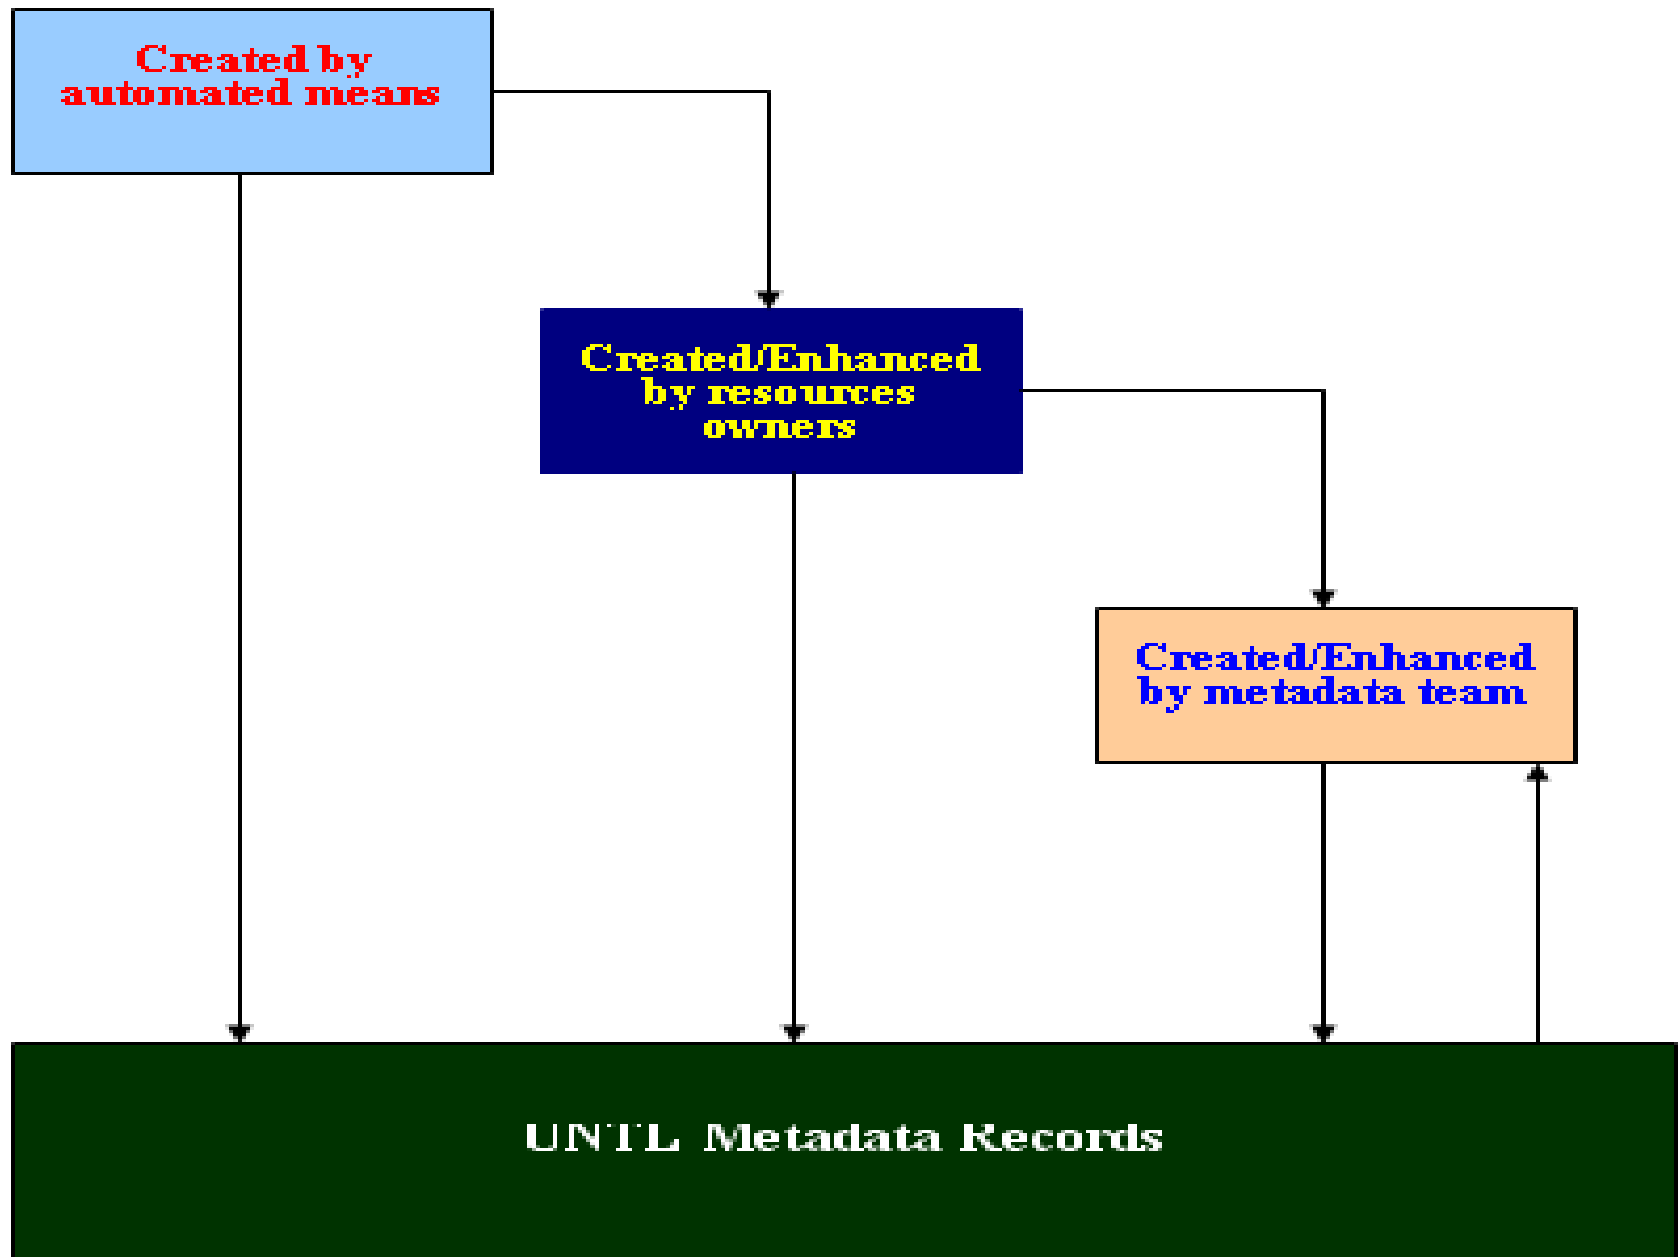 Created by
automated means
Created/Enhanced
by resources
owners
Created/Enhanced
by metadata team
UNTL Metadata Records